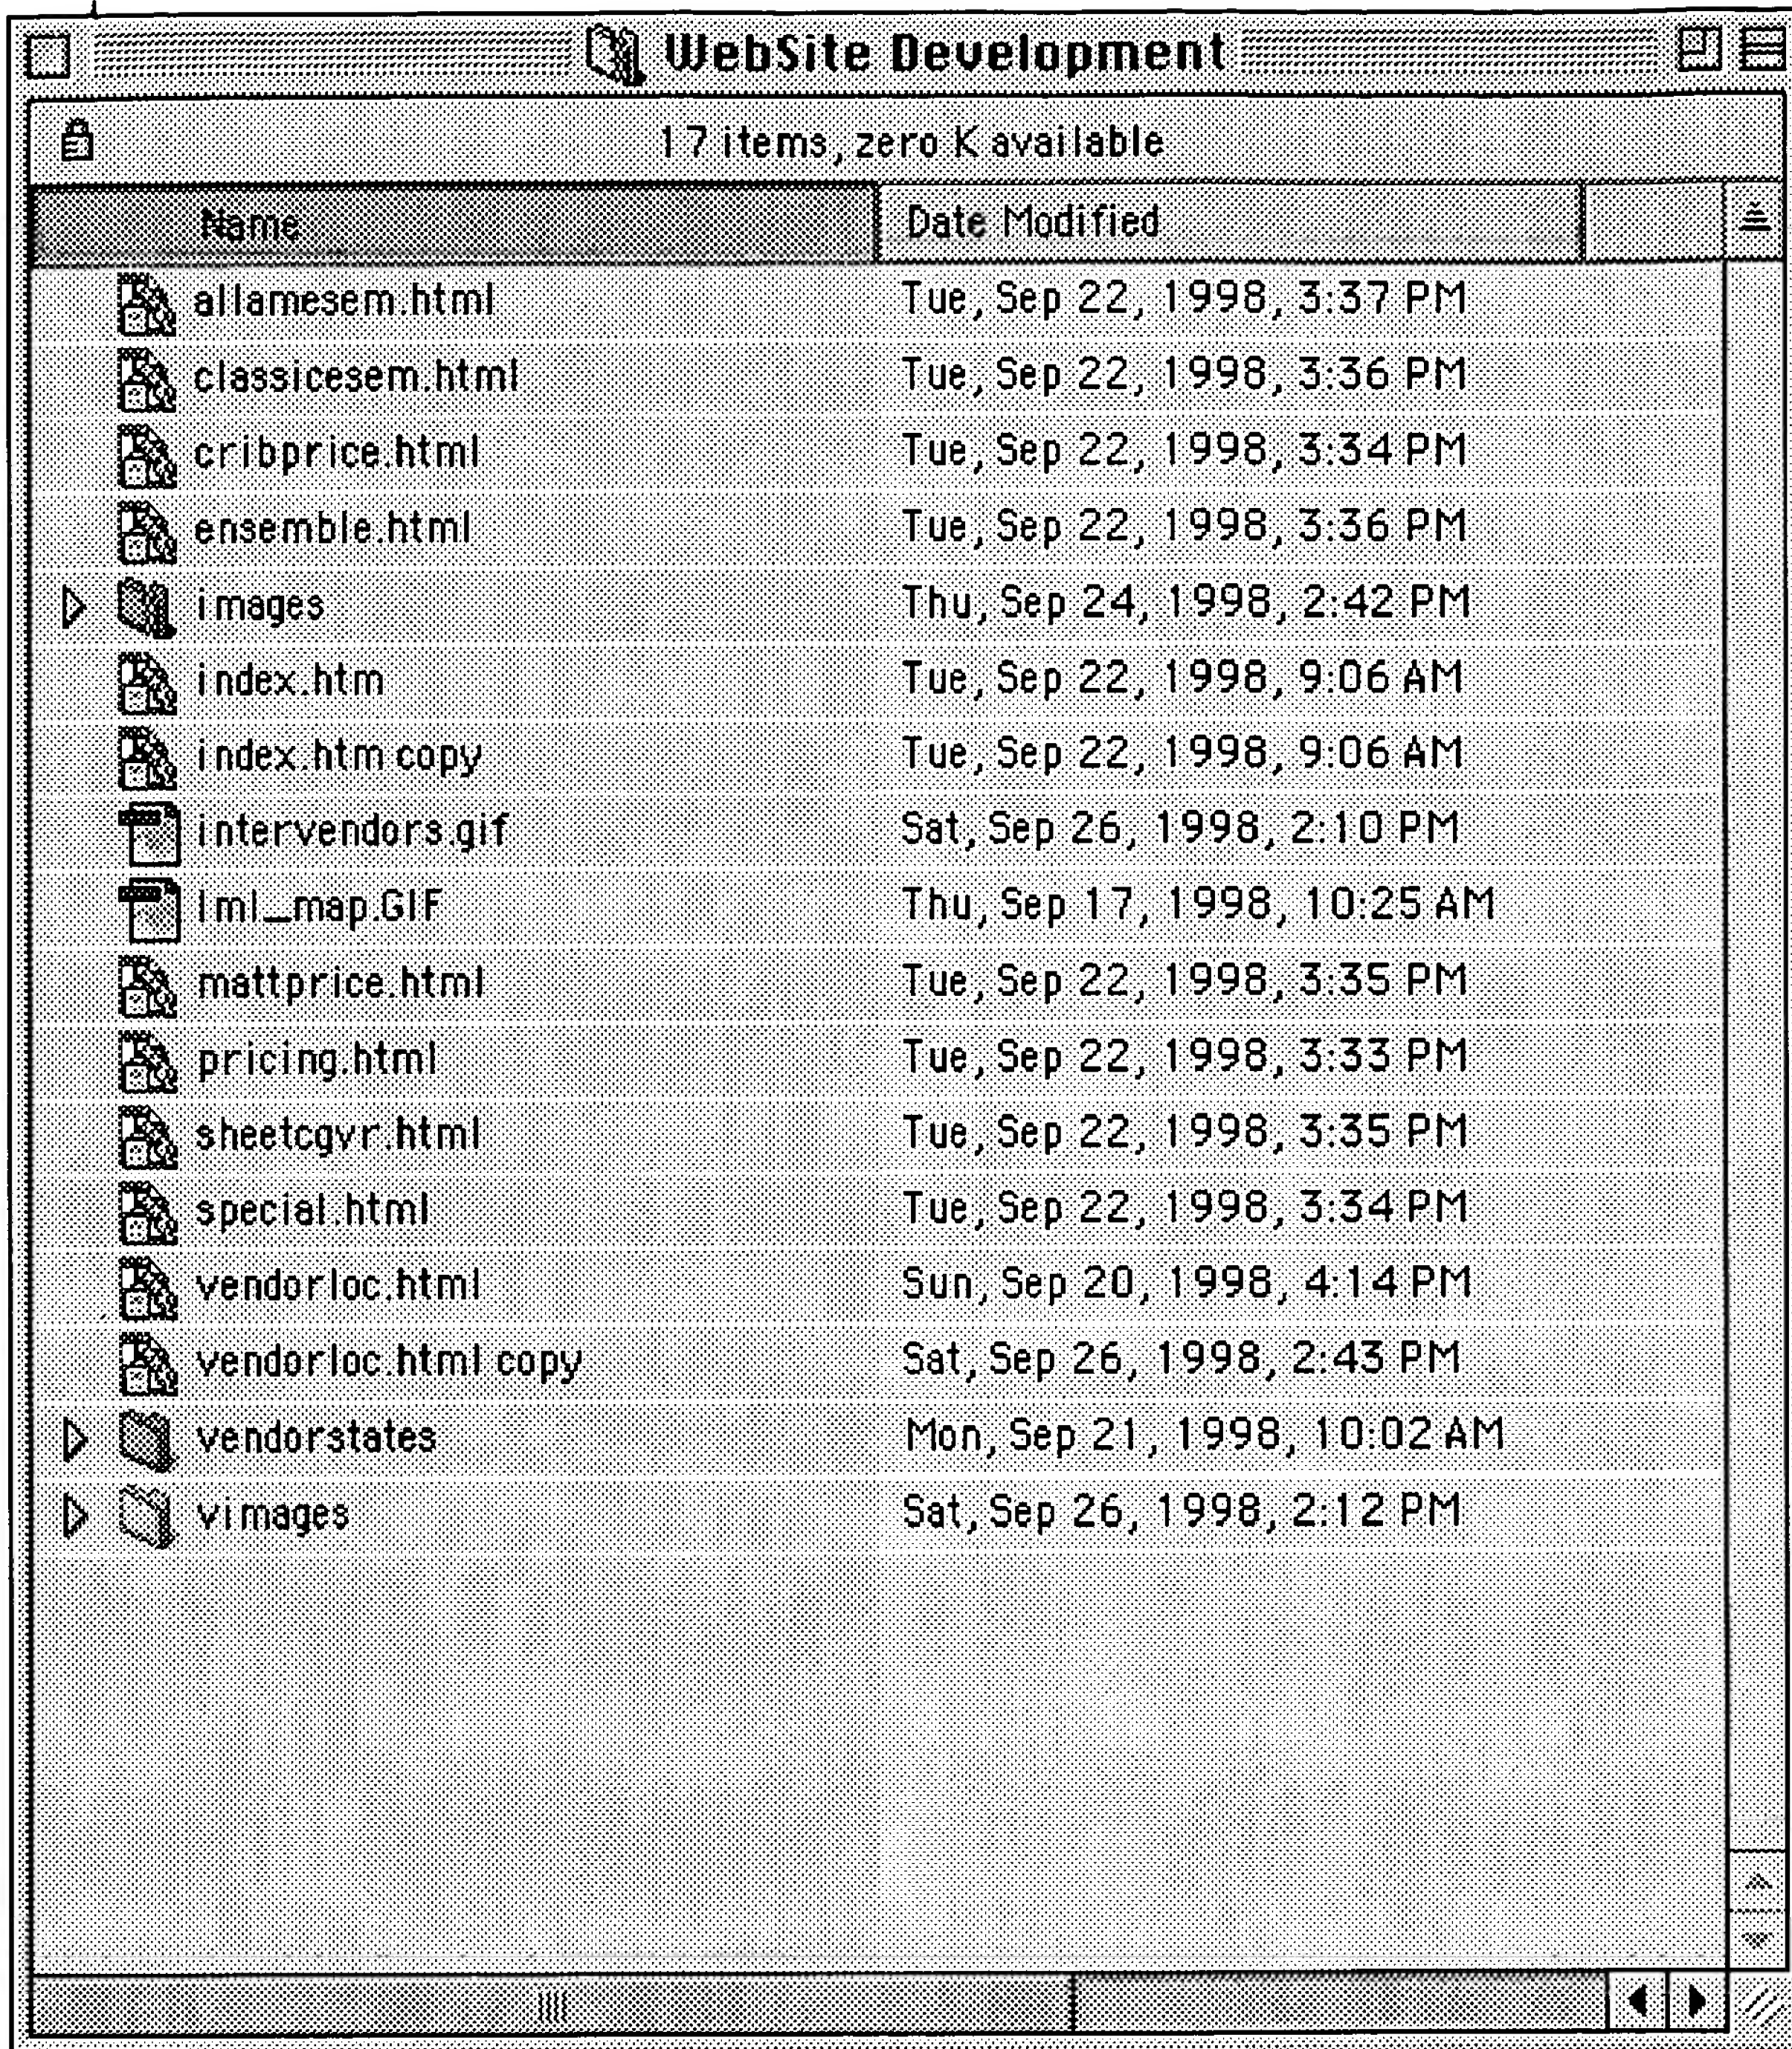 WebSite Development
17 items, zero K available
Name Date Modified
allamesem.html Tue, Sep 22, 1998, 3:37 PM
classicesem.html Tue, Sep 22, 1998, 3:36 PM
cribprice.html Tue, Sep 22, 1998, 3:34 PM
ensemble.html Tue, Sep 22, 1998, 3:36 PM
images Thu, Sep 24, 1998, 2:42 PM
index.htm Tue, Sep 22, 1998, 9:06 AM
index.htm copy Tue, Sep 22, 1998, 9:06 AM
intervendors.gif Sat, Sep 26, 1998, 2:10 PM
lml_map.GIF Thu, Sep 17, 1998, 10:25 AM
mattprice.html Tue, Sep 22, 1998, 3:35 PM
pricing.html Tue, Sep 22, 1998, 3:33 PM
sheetcgvr.html Tue, Sep 22, 1998, 3:35 PM
special.html Tue, Sep 22, 1998, 3:34 PM
vendorloc.html Sun, Sep 20, 1998, 4:14 PM
vendorloc.html copy Sat, Sep 26, 1998, 2:43 PM
vendorstates Mon, Sep 21, 1998, 10:02 AM
vimages Sat, Sep 26, 1998, 2:12 PM